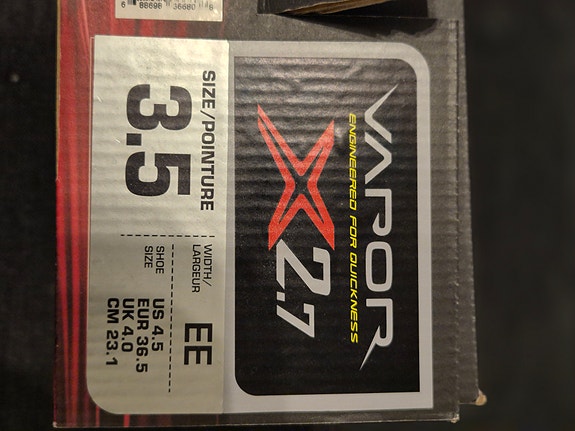 VAPOR
ENGINEERED FOR QUICKNESS
X2.7
SIZE/POINTURE
3.5
WIDTH/
LARGEUR
EE
SHOE
SIZE
US 4.5
EUR 36.5
UK 4.0
CM 23.1